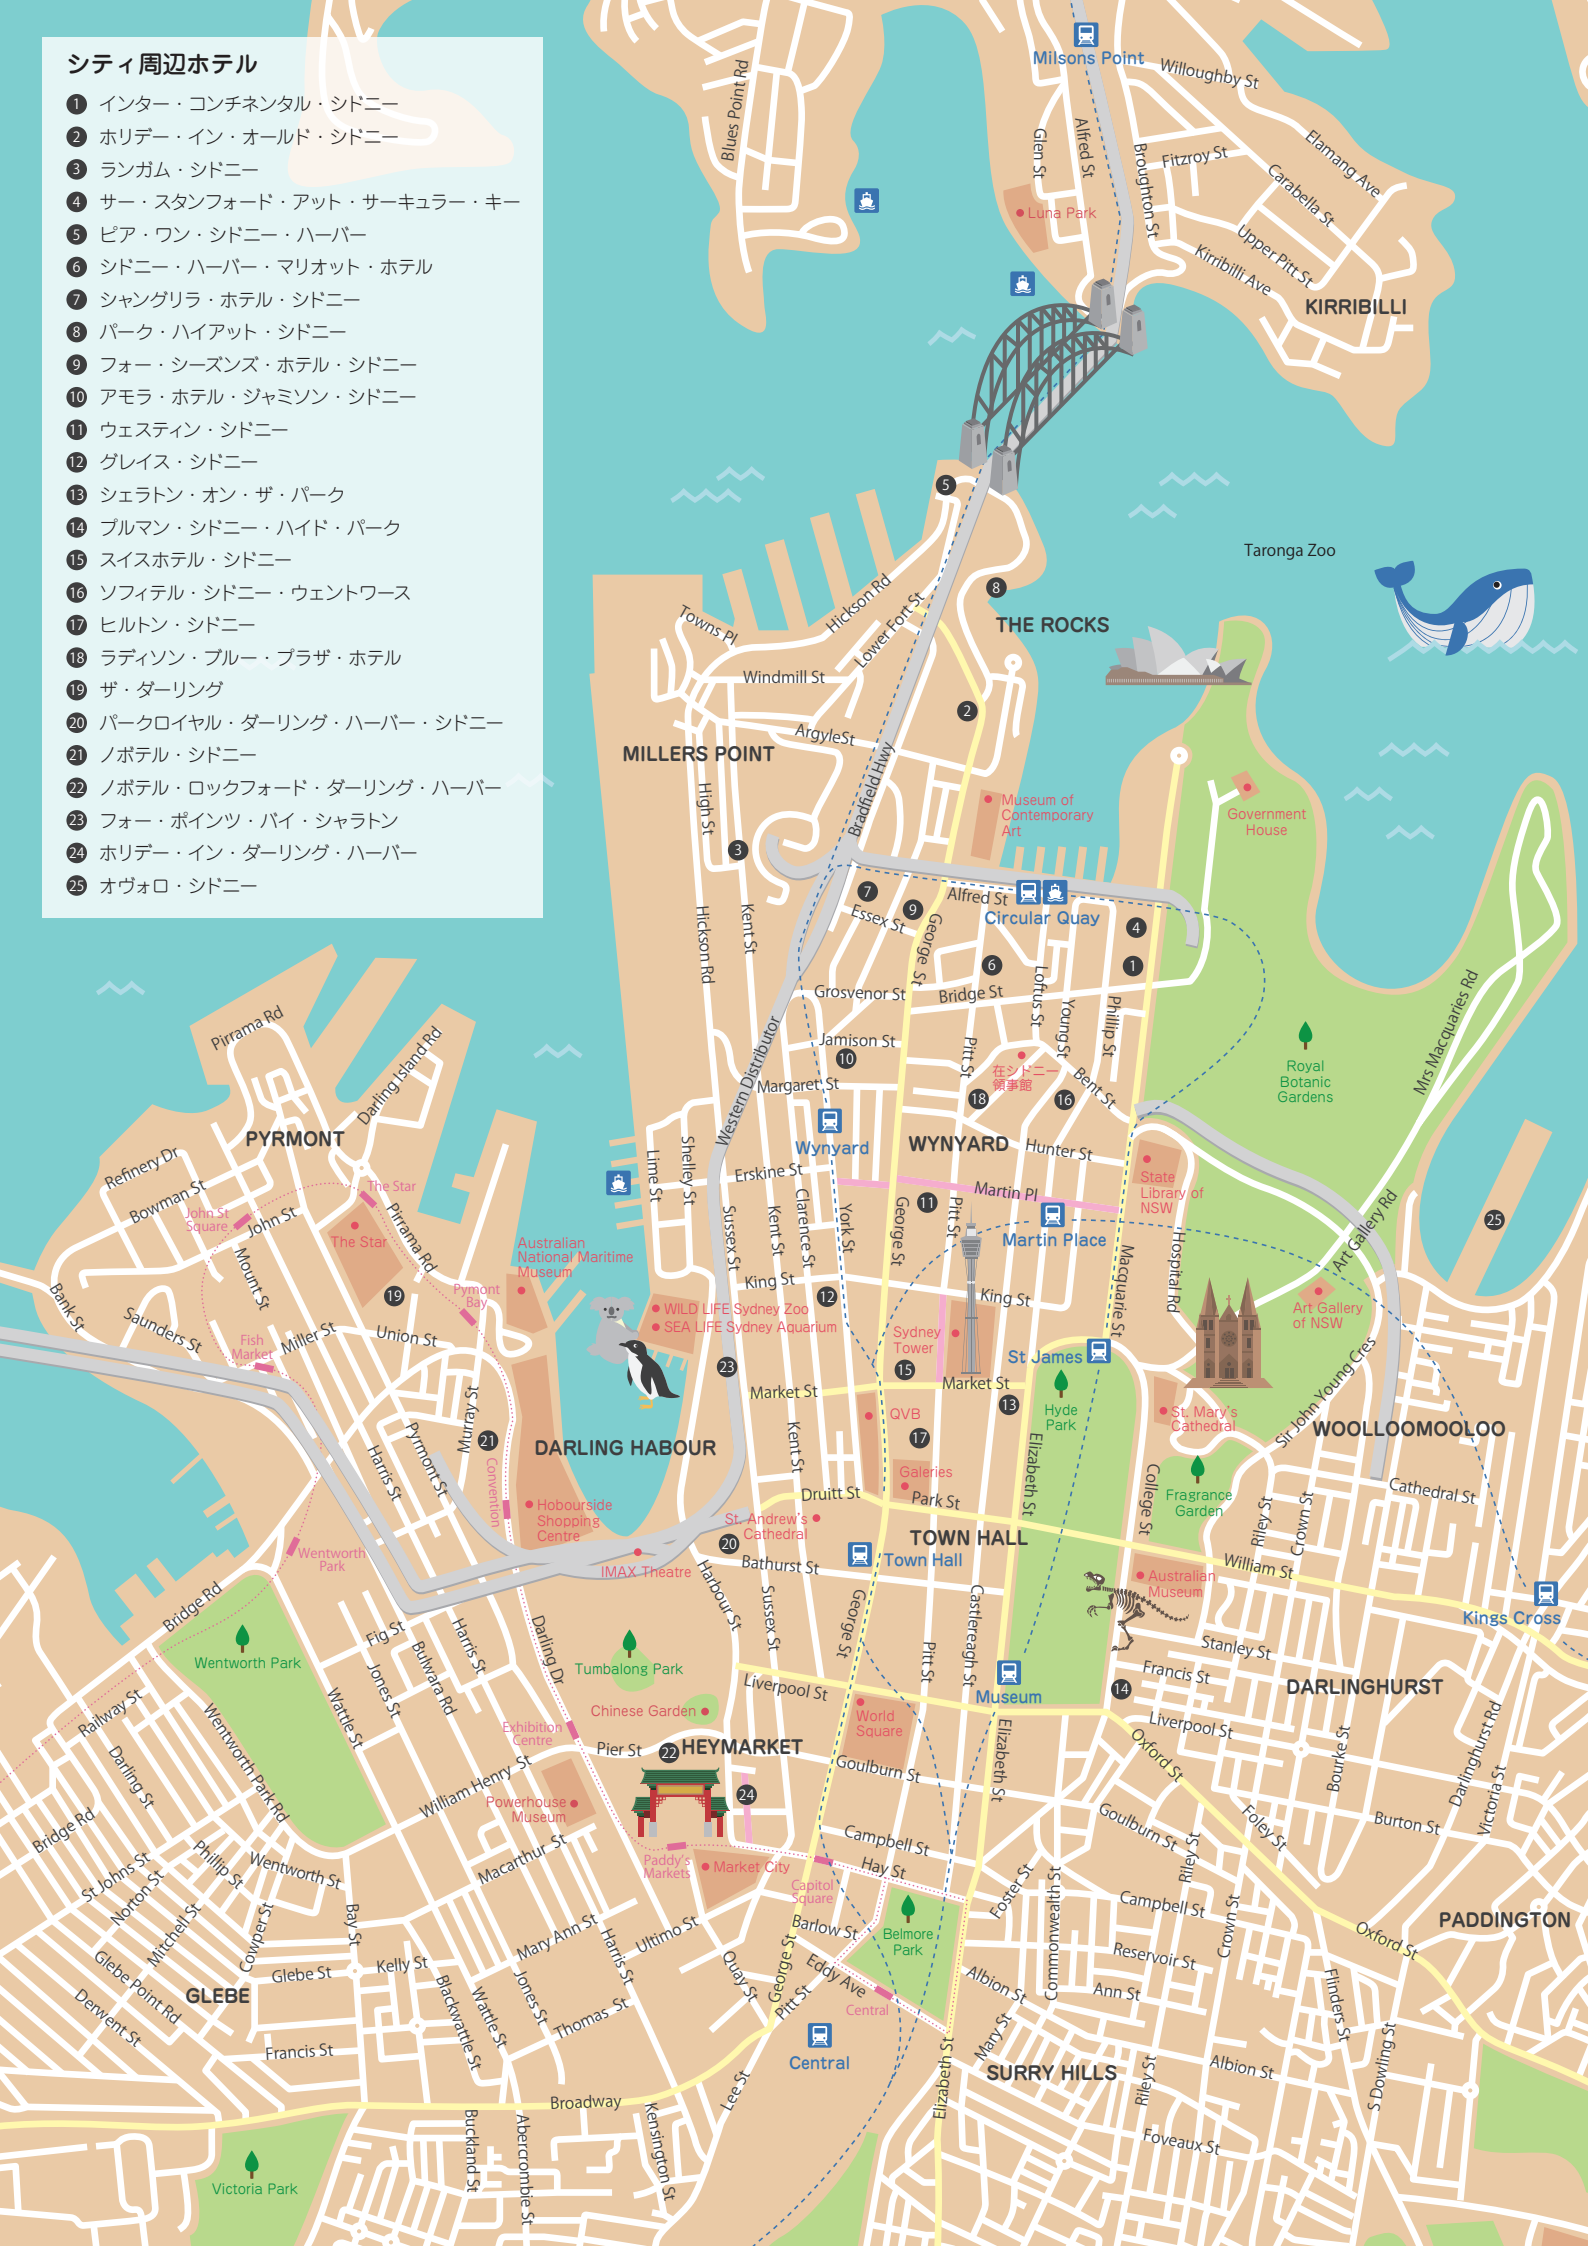 シティ周辺ホテル
1 インター・コンチネンタル・シドニー
2 ホリデー・イン・オールド・シドニー
3 ランガム・シドニー
4 サー・スタンフォード・アット・サーキュラー・キー
5 ピア・ワン・シドニー・ハーバー
6 シドニー・ハーバー・マリオット・ホテル
7 シャングリラ・ホテル・シドニー
8 パーク・ハイアット・シドニー
9 フォー・シーズンズ・ホテル・シドニー
10 アモラ・ホテル・ジャミソン・シドニー
11 ウェスティン・シドニー
12 グレイス・シドニー
13 シェラトン・オン・ザ・パーク
14 プルマン・シドニー・ハイド・パーク
15 スイスホテル・シドニー
16 ソフィテル・シドニー・ウェントワース
17 ヒルトン・シドニー
18 ラディソン・ブルー・プラザ・ホテル
19 ザ・ダーリング
20 パークロイヤル・ダーリング・ハーバー・シドニー
21 ノボテル・シドニー
22 ノボテル・ロックフォード・ダーリング・ハーバー
23 フォー・ポインツ・バイ・シャラトン
24 ホリデー・イン・ダーリング・ハーバー
25 オヴォロ・シドニー
Milsons Point
Willoughby St
Blues Point Rd
Glen St
Alfred St
Broughton St
Fitzroy St
Elamang Ave
Carabella St
Upper Pitt St
Kirribilli Ave
Luna Park
KIRRIBILLI
5
Taronga Zoo
8
THE ROCKS
Hickson Rd
Lower Fort St
Towns Pl
Windmill St
2
ArgyleSt
MILLERS POINT
Bradfield Hwy
High St
3
Museum of
Contemporary
Art
Government
House
7
9
Alfred St
Circular Quay
Essex St
George St
4
1
6
Hickson Rd
Kent St
Grosvenor St
Bridge St
Loftus St
Young St
Phillip St
Mrs Macquaries Rd
Pirrama Rd
Darling Island Rd
Western Distributor
Jamison St
10
Pitt St
在シドニー
領事館
Bent St
Royal
Botanic
Gardens
Margaret St
18
16
PYRMONT
Wynyard
WYNYARD
Hunter St
Refinery Dr
Bowman St
John St
Square
John St
The Star
The Star
Pirrama Rd
Lime St
Shelley St
Erskine St
Martin Pl
11
State
Library of
NSW
25
Art Gallery Rd
Martin Place
Sussex St
Kent St
Clarence St
York St
George St
Pitt St
Macquarie St
Hospital Rd
Australian
National Maritime
Museum
Mount St
Bank St
19
Pymont
Bay
King St
King St
12
WILD LIFE Sydney Zoo
SEA LIFE Sydney Aquarium
Art Gallery
of NSW
Saunders St
Fish
Market
Miller St
Union St
Sydney
Tower
St James
23
15
Market St
Market St
13
Hyde
Park
St. Mary's
Cathedral
Sir John Young Cres
WOOLLOOMOOLOO
Murray St
21
DARLING HABOUR
QVB
17
Harris St
Pyrmont St
Convention
Kent St
Galeries
Park St
Elizabeth St
College St
Fragrance
Garden
Cathedral St
Hobourside
Shopping
Centre
Druitt St
St. Andrew's
Cathedral
TOWN HALL
Town Hall
Riley St
Crown St
20
Bathurst St
Wentworth
Park
IMAX Theatre
William St
Australian
Museum
Kings Cross
Bridge Rd
Harbour St
Sussex St
George St
Castlereagh St
Fig St
Harris St
Darling Dr
Stanley St
Wentworth Park
Tumbalong Park
Pitt St
Francis St
Museum
14
DARLINGHURST
Jones St
Bulwara Rd
Liverpool St
Railway St
Wentworth Park Rd
Wattle St
Chinese Garden
World
Square
Elizabeth St
Liverpool St
Oxford St
Bourke St
Darlinghurst Rd
Victoria St
Exhibition
Centre
Pier St
22
HEYMARKET
Goulburn St
Darling St
William Henry St
Powerhouse
Museum
24
Goulburn St
Foley St
Burton St
Bridge Rd
Campbell St
Riley St
St Johns St
Phillip St
Wentworth St
Macarthur St
Paddy's
Markets
Market City
Hay St
Capitol
Square
Foster St
Commonwealth St
Campbell St
Crown St
Norton St
Mitchell St
Cowper St
Bay St
Mary Ann St
Harris St
Ultimo St
Barlow St
Belmore
Park
Reservoir St
Oxford St
PADDINGTON
Glebe Point Rd
Glebe St
Kelly St
Quay St
George St
Pitt St
Eddy Ave
Central
Albion St
Ann St
Flinders St
GLEBE
Derwent St
Blackwattle St
Wattle St
Jones St
Thomas St
Francis St
Central
Mary St
SURRY HILLS
Riley St
Albion St
S Dowling St
Broadway
Lee St
Elizabeth St
Foveaux St
Buckland St
Abercrombie St
Kensington St
Victoria Park